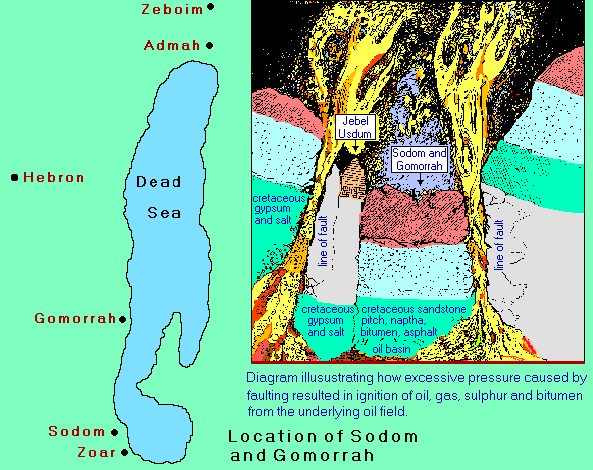 Zeboim
Admah
Hebron
Dead
Sea
Gomorrah
Sodom
Zoar
Jebel
Usdum
Sodom and
Gomorrah
cretaceous
gypsum
and salt
line of fault
line of fault
cretaceous
gypsum
and salt
cretaceous sandstone
pitch, naptha,
bitumen, asphalt
oil basin
Diagram illusustrating how excessive pressure caused by
faulting resulted in ignition of oil, gas, sulphur and bitumen
from the underlying oil field.
Location of Sodom
and Gomorrah